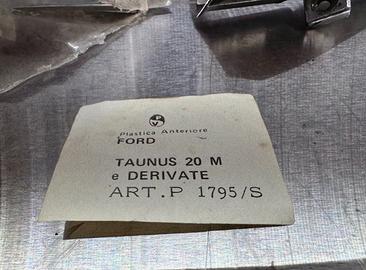 Plastica Anteriore
FORD
TAUNUS 20 M
e DERIVATE
ART.P 1795/S